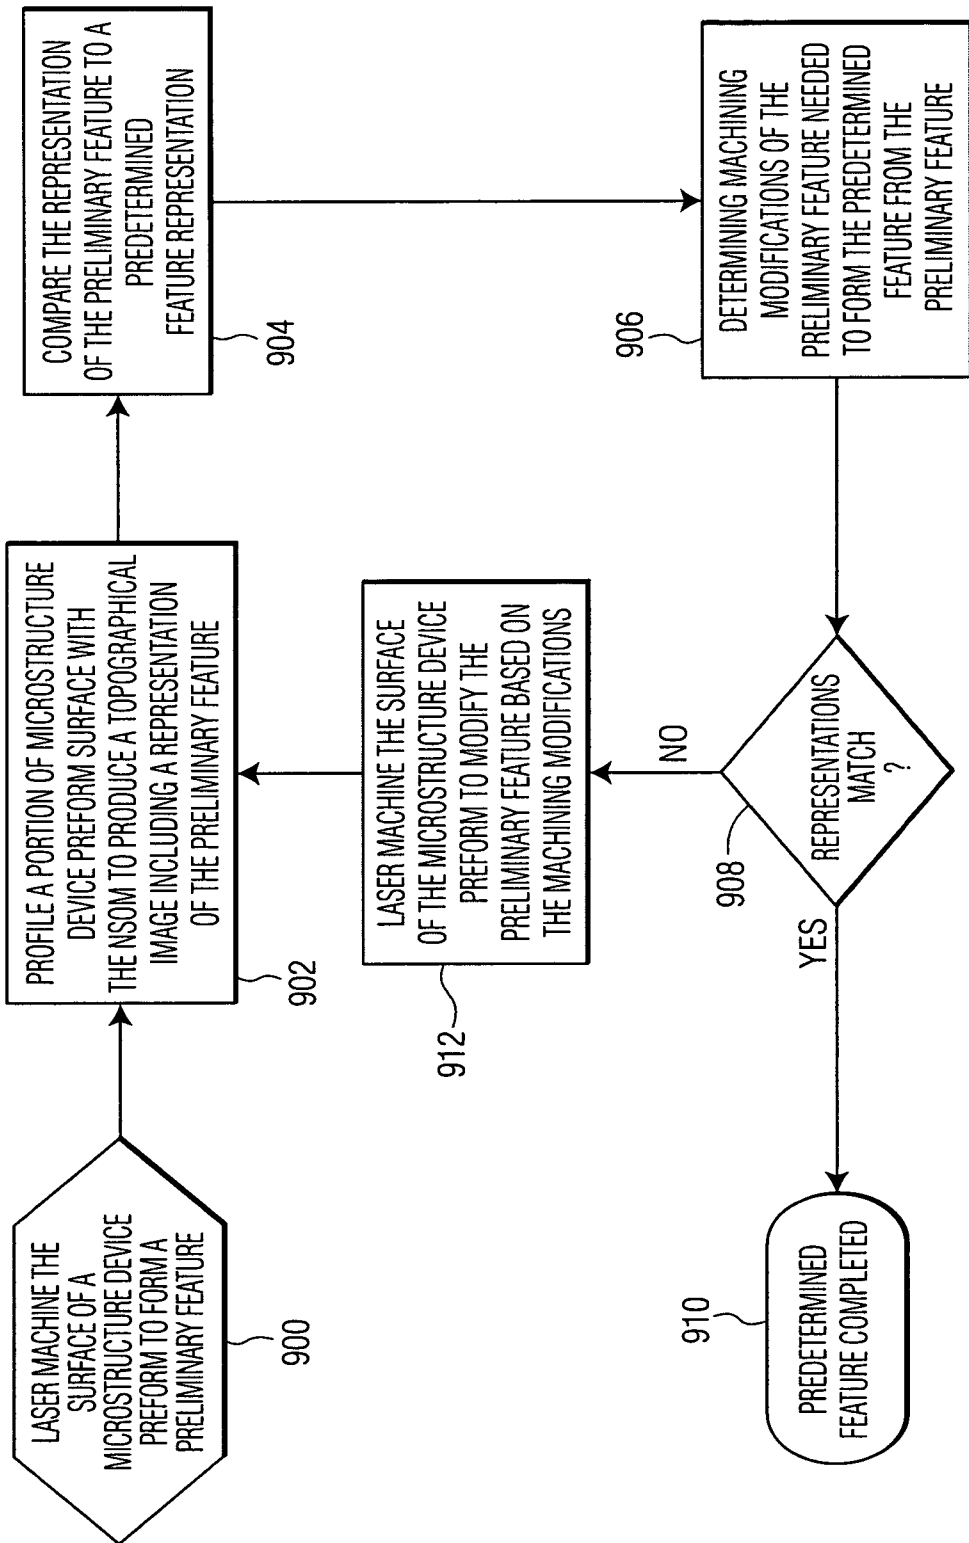 LASER MACHINE THE
SURFACE OF A
MICROSTRUCTURE DEVICE
PREFORM TO FORM A
PRELIMINARY FEATURE
900
PROFILE A PORTION OF MICROSTRUCTURE
DEVICE PREFORM SURFACE WITH
THE NSOM TO PRODUCE A TOPOGRAPHICAL
IMAGE INCLUDING A REPRESENTATION
OF THE PRELIMINARY FEATURE
902
COMPARE THE REPRESENTATION
OF THE PRELIMINARY FEATURE TO A
PREDETERMINED
FEATURE REPRESENTATION
904
DETERMINING MACHINING
MODIFICATIONS OF THE
PRELIMINARY FEATURE NEEDED
TO FORM THE PREDETERMINED
FEATURE FROM THE
PRELIMINARY FEATURE
906
REPRESENTATIONS
MATCH
?
908
NO
YES
LASER MACHINE THE SURFACE
OF THE MICROSTRUCTURE DEVICE
PREFORM TO MODIFY THE
PRELIMINARY FEATURE BASED ON
THE MACHINING MODIFICATIONS
912
PREDETERMINED
FEATURE COMPLETED
910